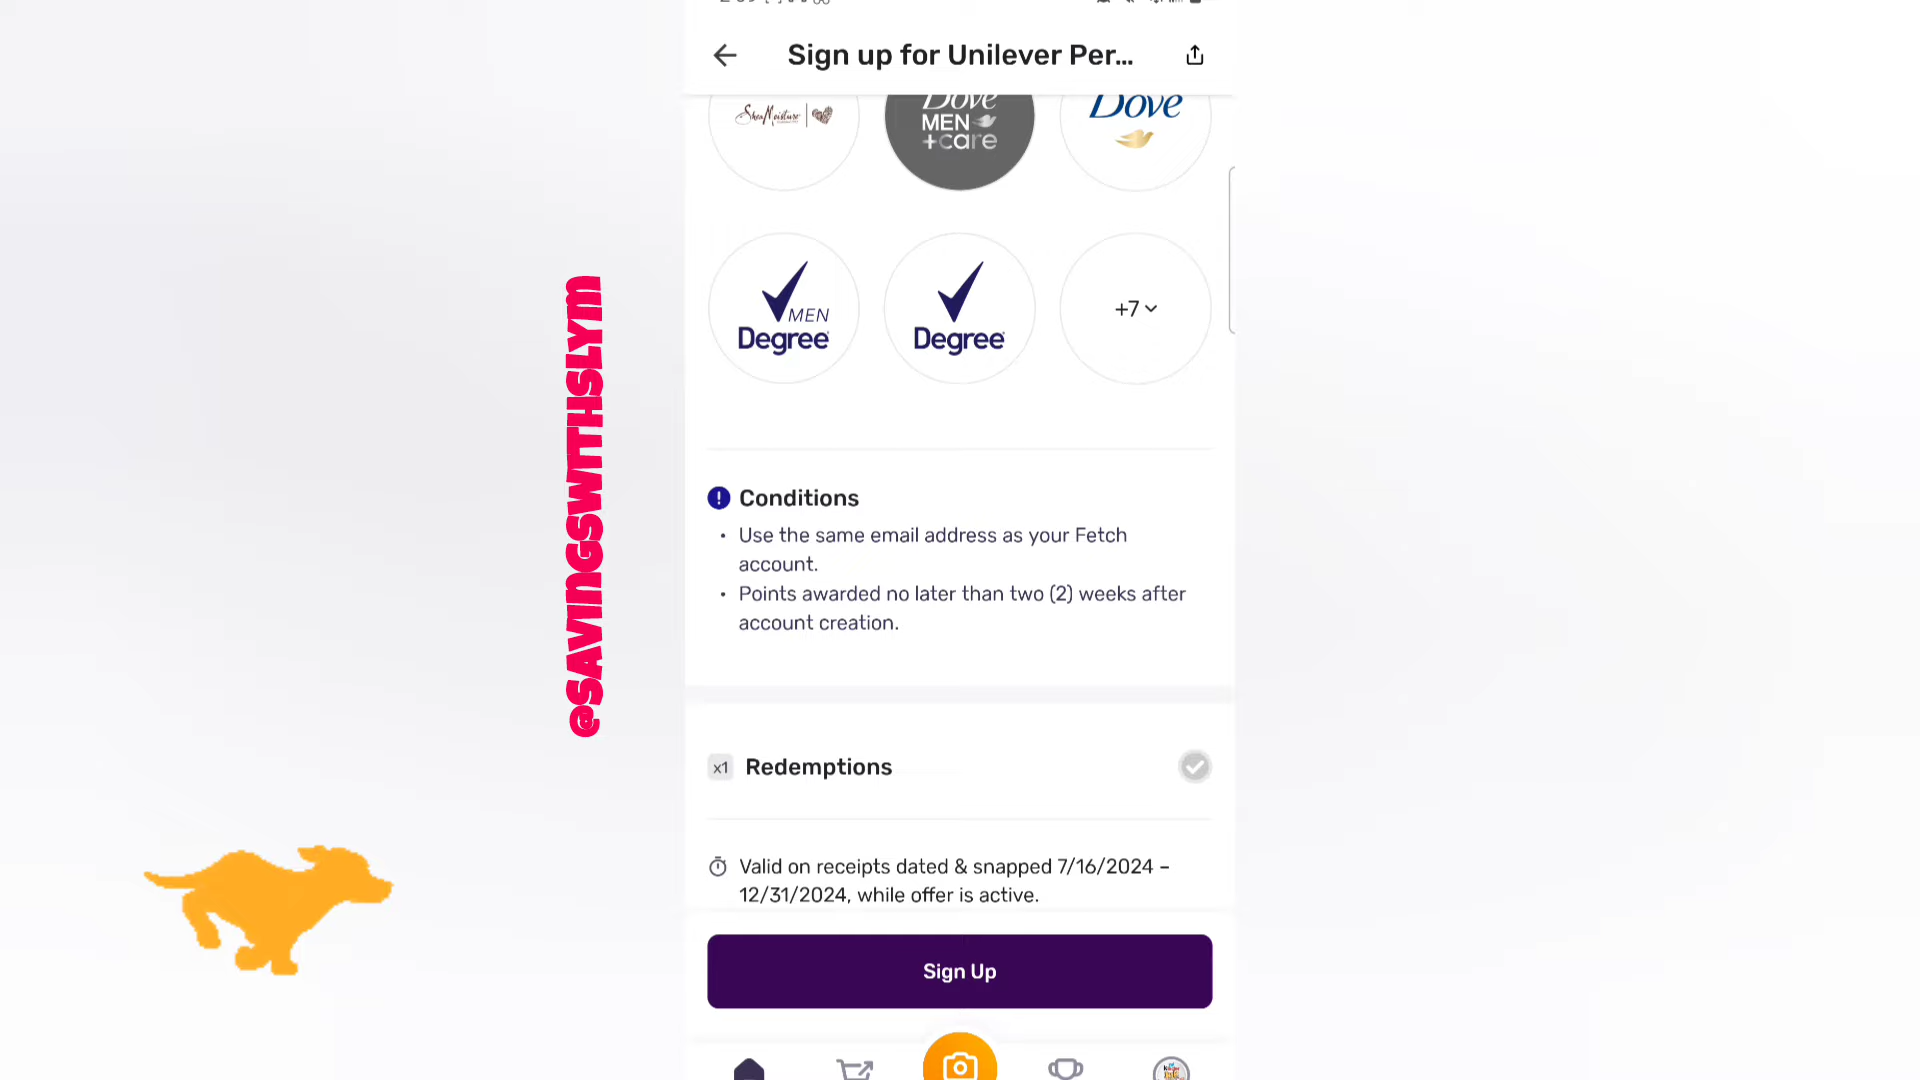 Sign up for Unilever Per...
SheaMoisture
Dove
MEN
+care
Dove
MEN
Degree
Degree
+7
@SAVINGSWITHSLYM
Conditions
• Use the same email address as your Fetch
account.
• Points awarded no later than two (2) weeks after
account creation.
x1 Redemptions
Valid on receipts dated & snapped 7/16/2024 –
12/31/2024, while offer is active.
Sign Up